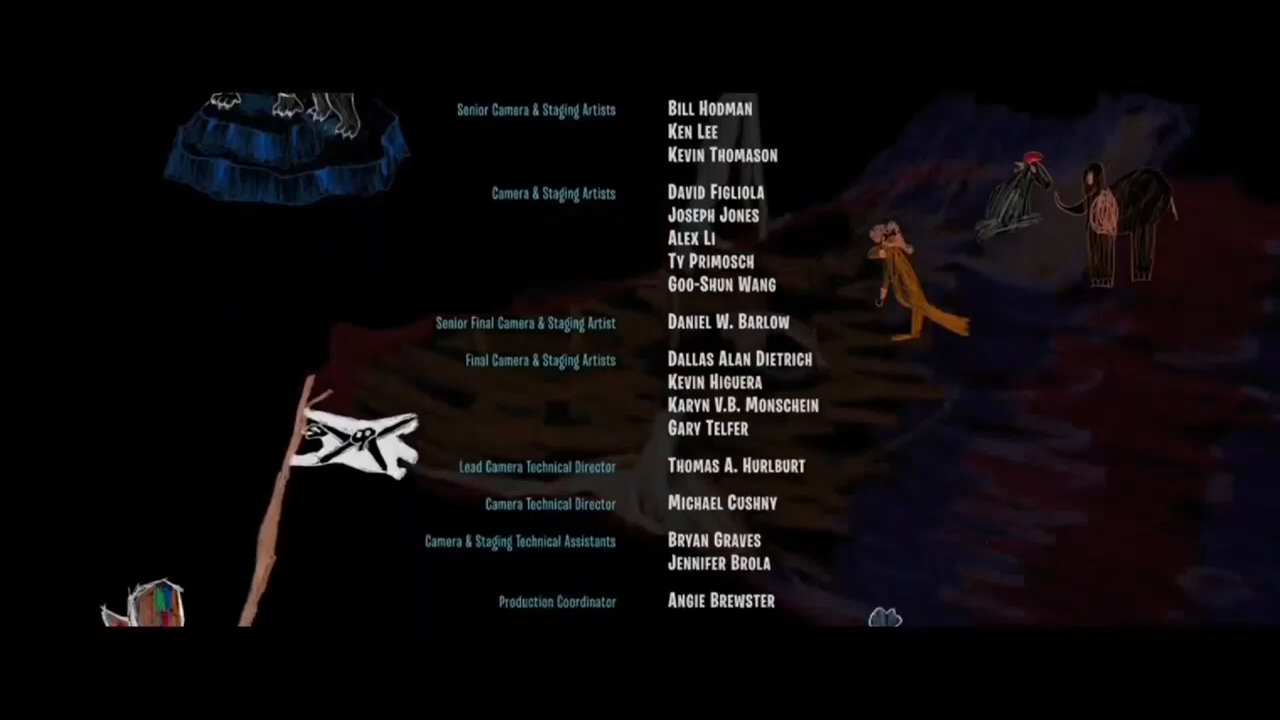 Senior Camera & Staging Artists BILL HODMAN
KEN LEE
KEVIN THOMASON
Camera & Staging Artists DAVID FIGLIOLA
JOSEPH JONES
ALEX LI
TY PRIMOSCH
GOO-SHUN WANG
Senior Final Camera & Staging Artist DANIEL W. BARLOW
Final Camera & Staging Artists DALLAS ALAN DIETRICH
KEVIN HIGUERA
KARYN V.B. MONSCHEIN
GARY TELFER
Lead Camera Technical Director THOMAS A. HURLBURT
Camera Technical Director MICHAEL CUSHNY
Camera & Staging Technical Assistants BRYAN GRAVES
JENNIFER BROLA
Production Coordinator ANGIE BREWSTER